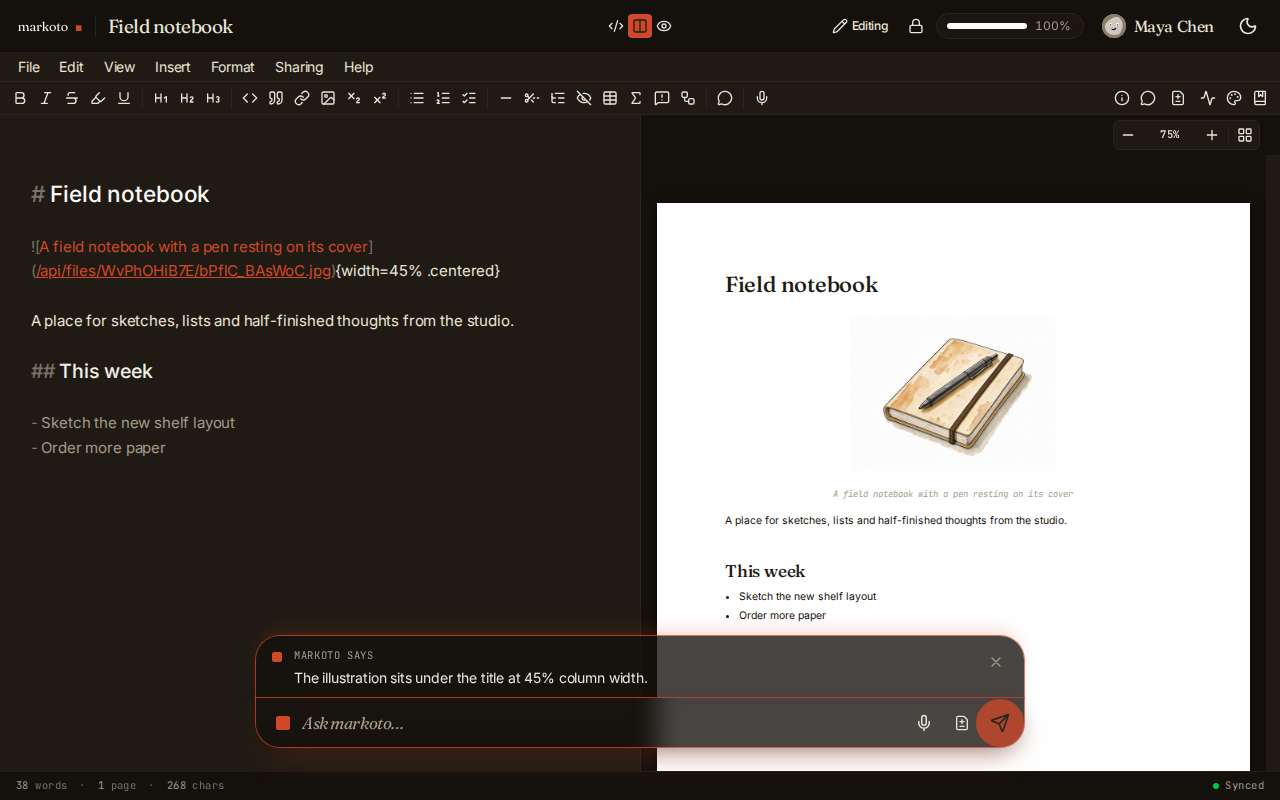 markoto
Field notebook
Editing
100%
Maya Chen
File Edit View Insert Format Sharing Help
H1 H2 H3
75%
# Field notebook
![A field notebook with a pen resting on its cover]
(/api/files/WvPhOHiB7E/bPfIC_BAsWoC.jpg){width=45% .centered}
A place for sketches, lists and half-finished thoughts from the studio.
## This week
- Sketch the new shelf layout
- Order more paper
Field notebook
A field notebook with a pen resting on its cover
A place for sketches, lists and half-finished thoughts from the studio.
This week
• Sketch the new shelf layout
• Order more paper
MARKOTO SAYS
The illustration sits under the title at 45% column width.
Ask markoto...
38 words · 1 page · 268 chars
Synced